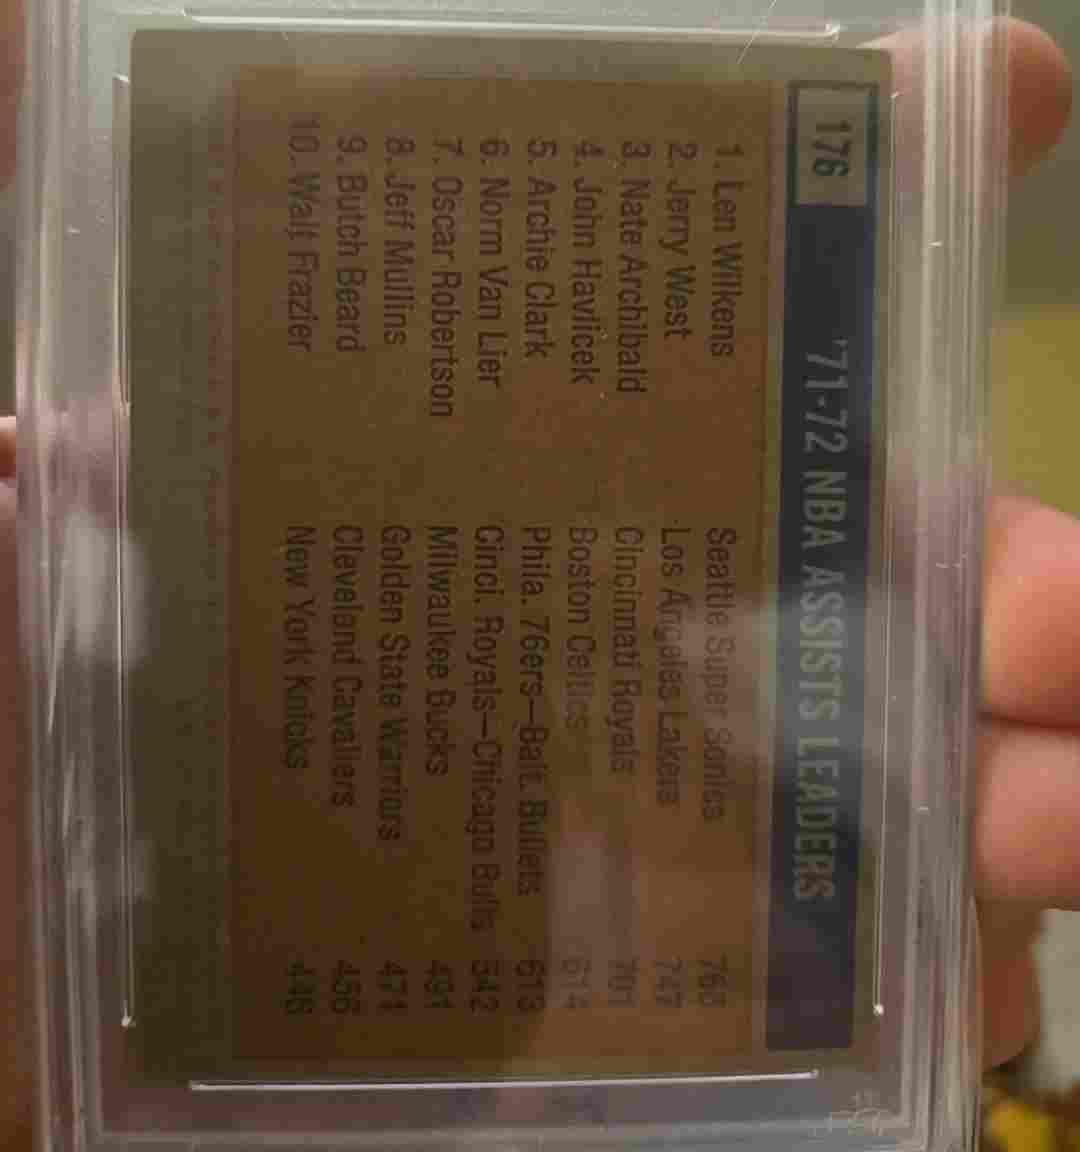 176 '71-72 NBA ASSISTS LEADERS
1. Len Wilkens Seattle Super Sonics 766
2. Jerry West Los Angeles Lakers 747
3. Nate Archibald Cincinnati Royals 701
4. John Havlicek Boston Celtics 614
5. Archie Clark Phila. 76ers—Balt. Bullets 613
6. Norm Van Lier Cinci. Royals—Chicago Bulls 542
7. Oscar Robertson Milwaukee Bucks 491
8. Jeff Mullins Golden State Warriors 471
9. Butch Beard Cleveland Cavaliers 456
10. Walt Frazier New York Knicks 446